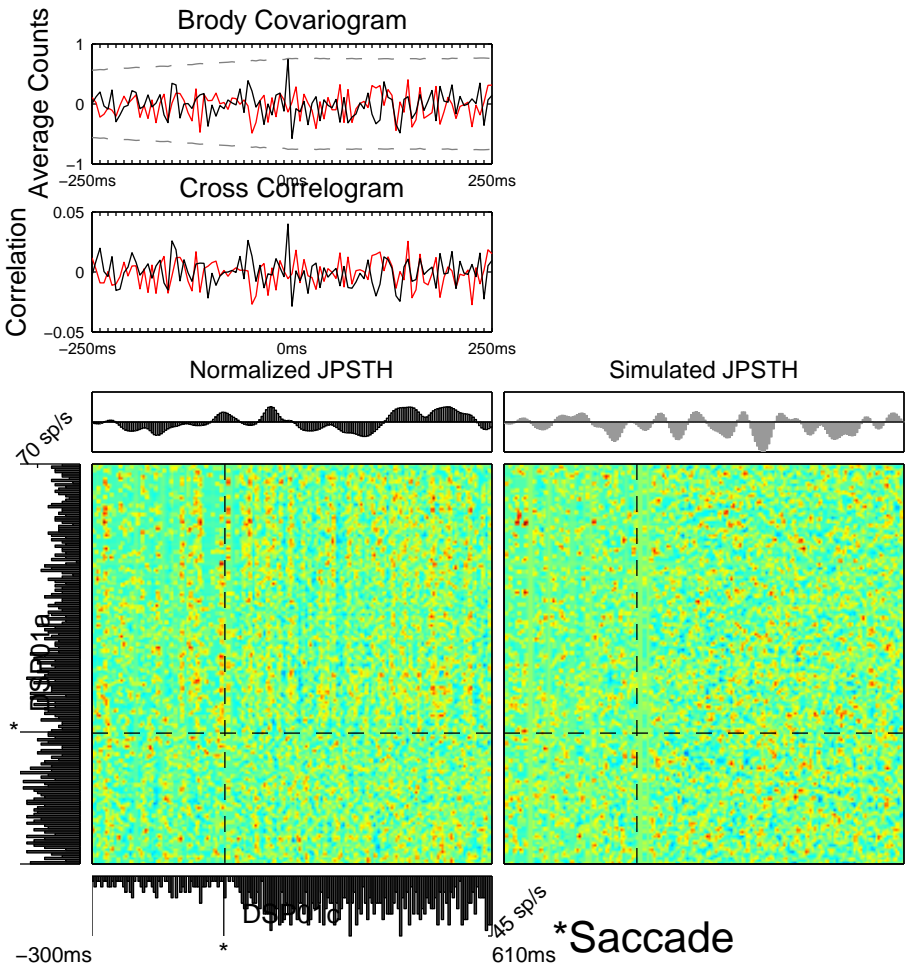 Brody Covariogram
Average Counts
1
0
−1
−250ms
0ms
250ms
Cross Correlogram
Correlation
0.05
0
−0.05
−250ms
0ms
250ms
Normalized JPSTH
Simulated JPSTH
70 sp/s
*
DSP01c
45 sp/s
*
−300ms
610ms
*Saccade